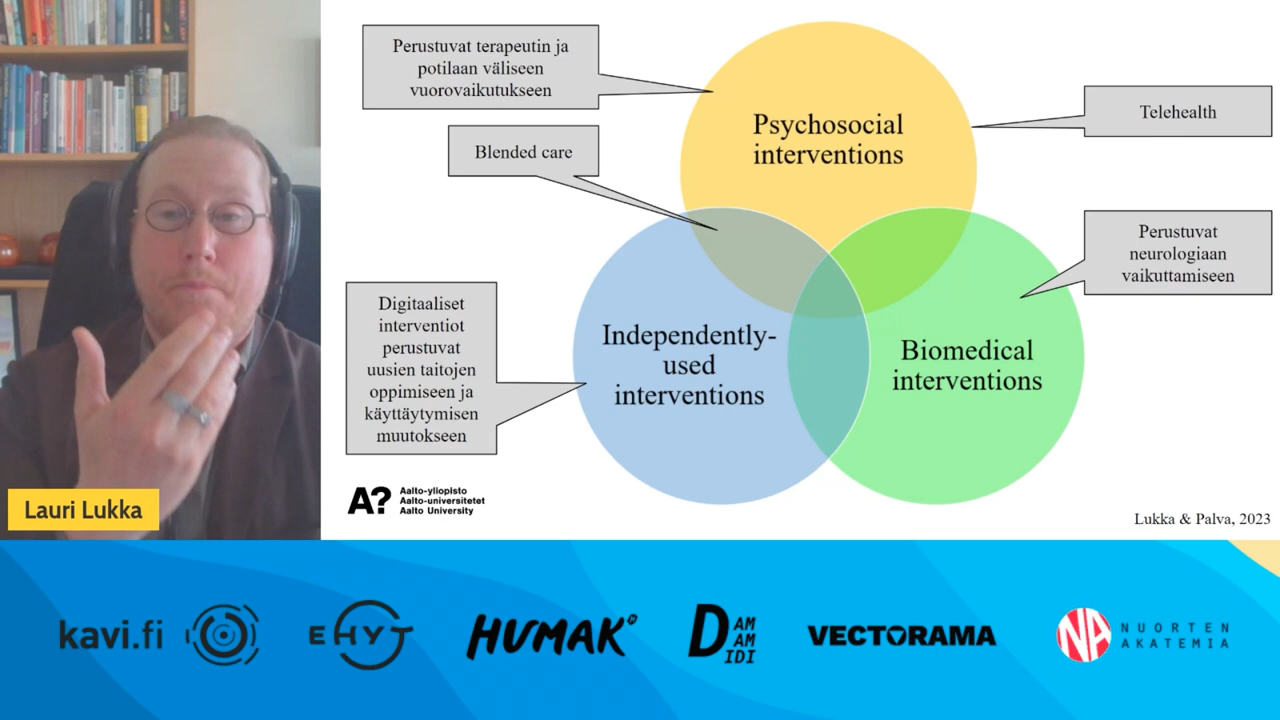 Perustuvat terapeutin ja
potilaan väliseen
vuorovaikutukseen
Blended care
Psychosocial
interventions
Telehealth
Perustuvat
neurologiaan
vaikuttamiseen
Digitaaliset
interventiot
perustuvat
uusien taitojen
oppimiseen ja
käyttäytymisen
muutokseen
Independently-
used
interventions
Biomedical
interventions
A?
Aalto-yliopisto
Aalto-universitetet
Aalto University
Lauri Lukka
Lukka & Palva, 2023
kavi.fi
EHYT
HUMAK
DAM
AM
IDI
VECTORAMA
NA
NUORTEN
AKATEMIA